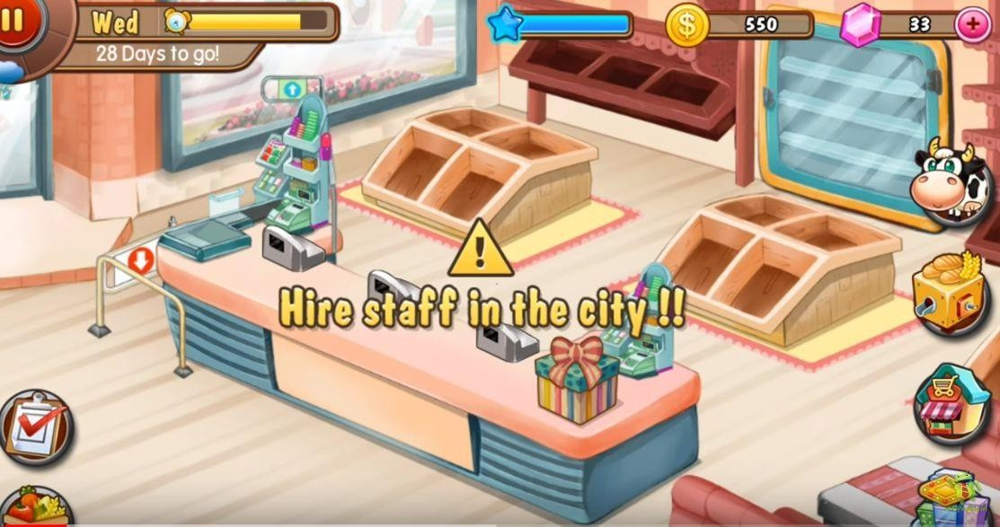 Wed
28 Days to go!
550
33
Hire staff in the city !!